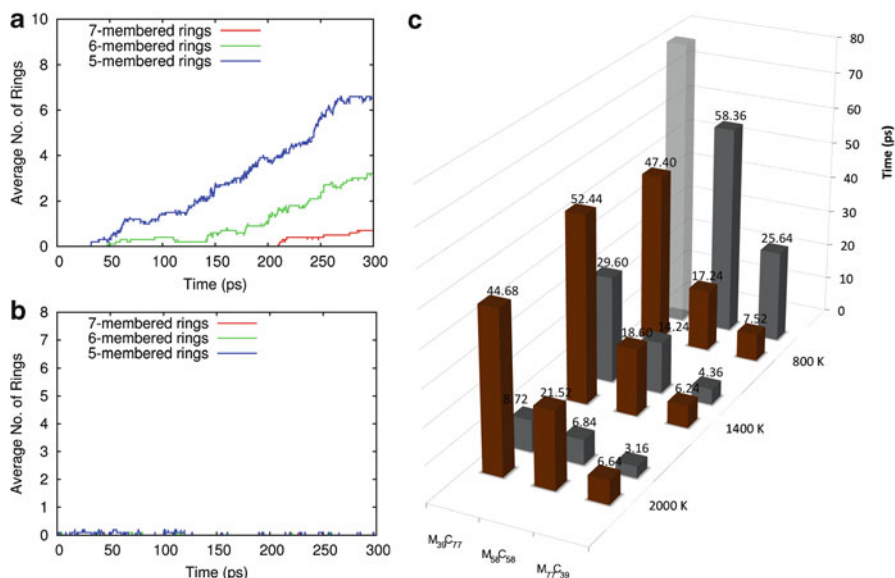 a
10
8
6
4
2
0
Average No. of Rings
7-membered rings
6-membered rings
5-membered rings
0 50 100 150 200 250 300
Time (ps)
b
8
7
6
5
4
3
2
1
0
Average No. of Rings
7-membered rings
6-membered rings
5-membered rings
0 50 100 150 200 250 300
Time (ps)
c
80
70
60
50
40
30
20
10
0
Time (ps)
58.36
47.40
52.44
25.64
29.60
17.24
44.68
7.52
18.60
14.24
4.36
8.72
21.52
6.24
6.84
3.16
6.64
800 K
1400 K
2000 K
M39C77
M58C58
M77C39